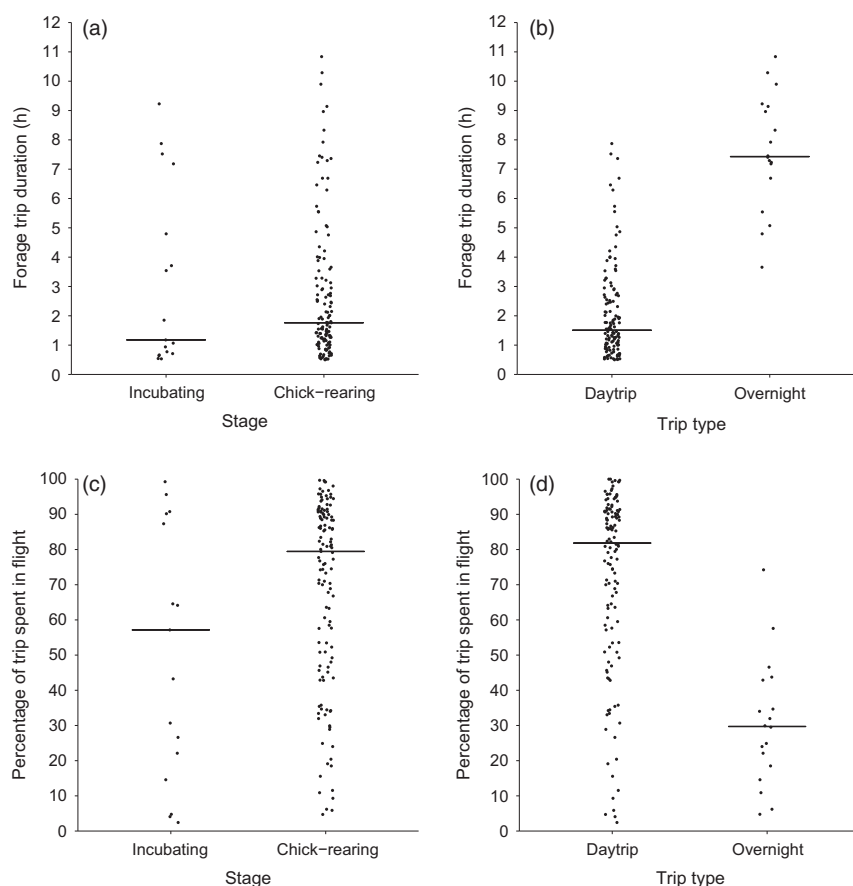 (a)
Forage trip duration (h)
12
11
10
9
8
7
6
5
4
3
2
1
0
Incubating
Chick−rearing
Stage
(b)
Forage trip duration (h)
12
11
10
9
8
7
6
5
4
3
2
1
0
Daytrip
Overnight
Trip type
(c)
Percentage of trip spent in flight
100
90
80
70
60
50
40
30
20
10
0
Incubating
Chick−rearing
Stage
(d)
Percentage of trip spent in flight
100
90
80
70
60
50
40
30
20
10
0
Daytrip
Overnight
Trip type